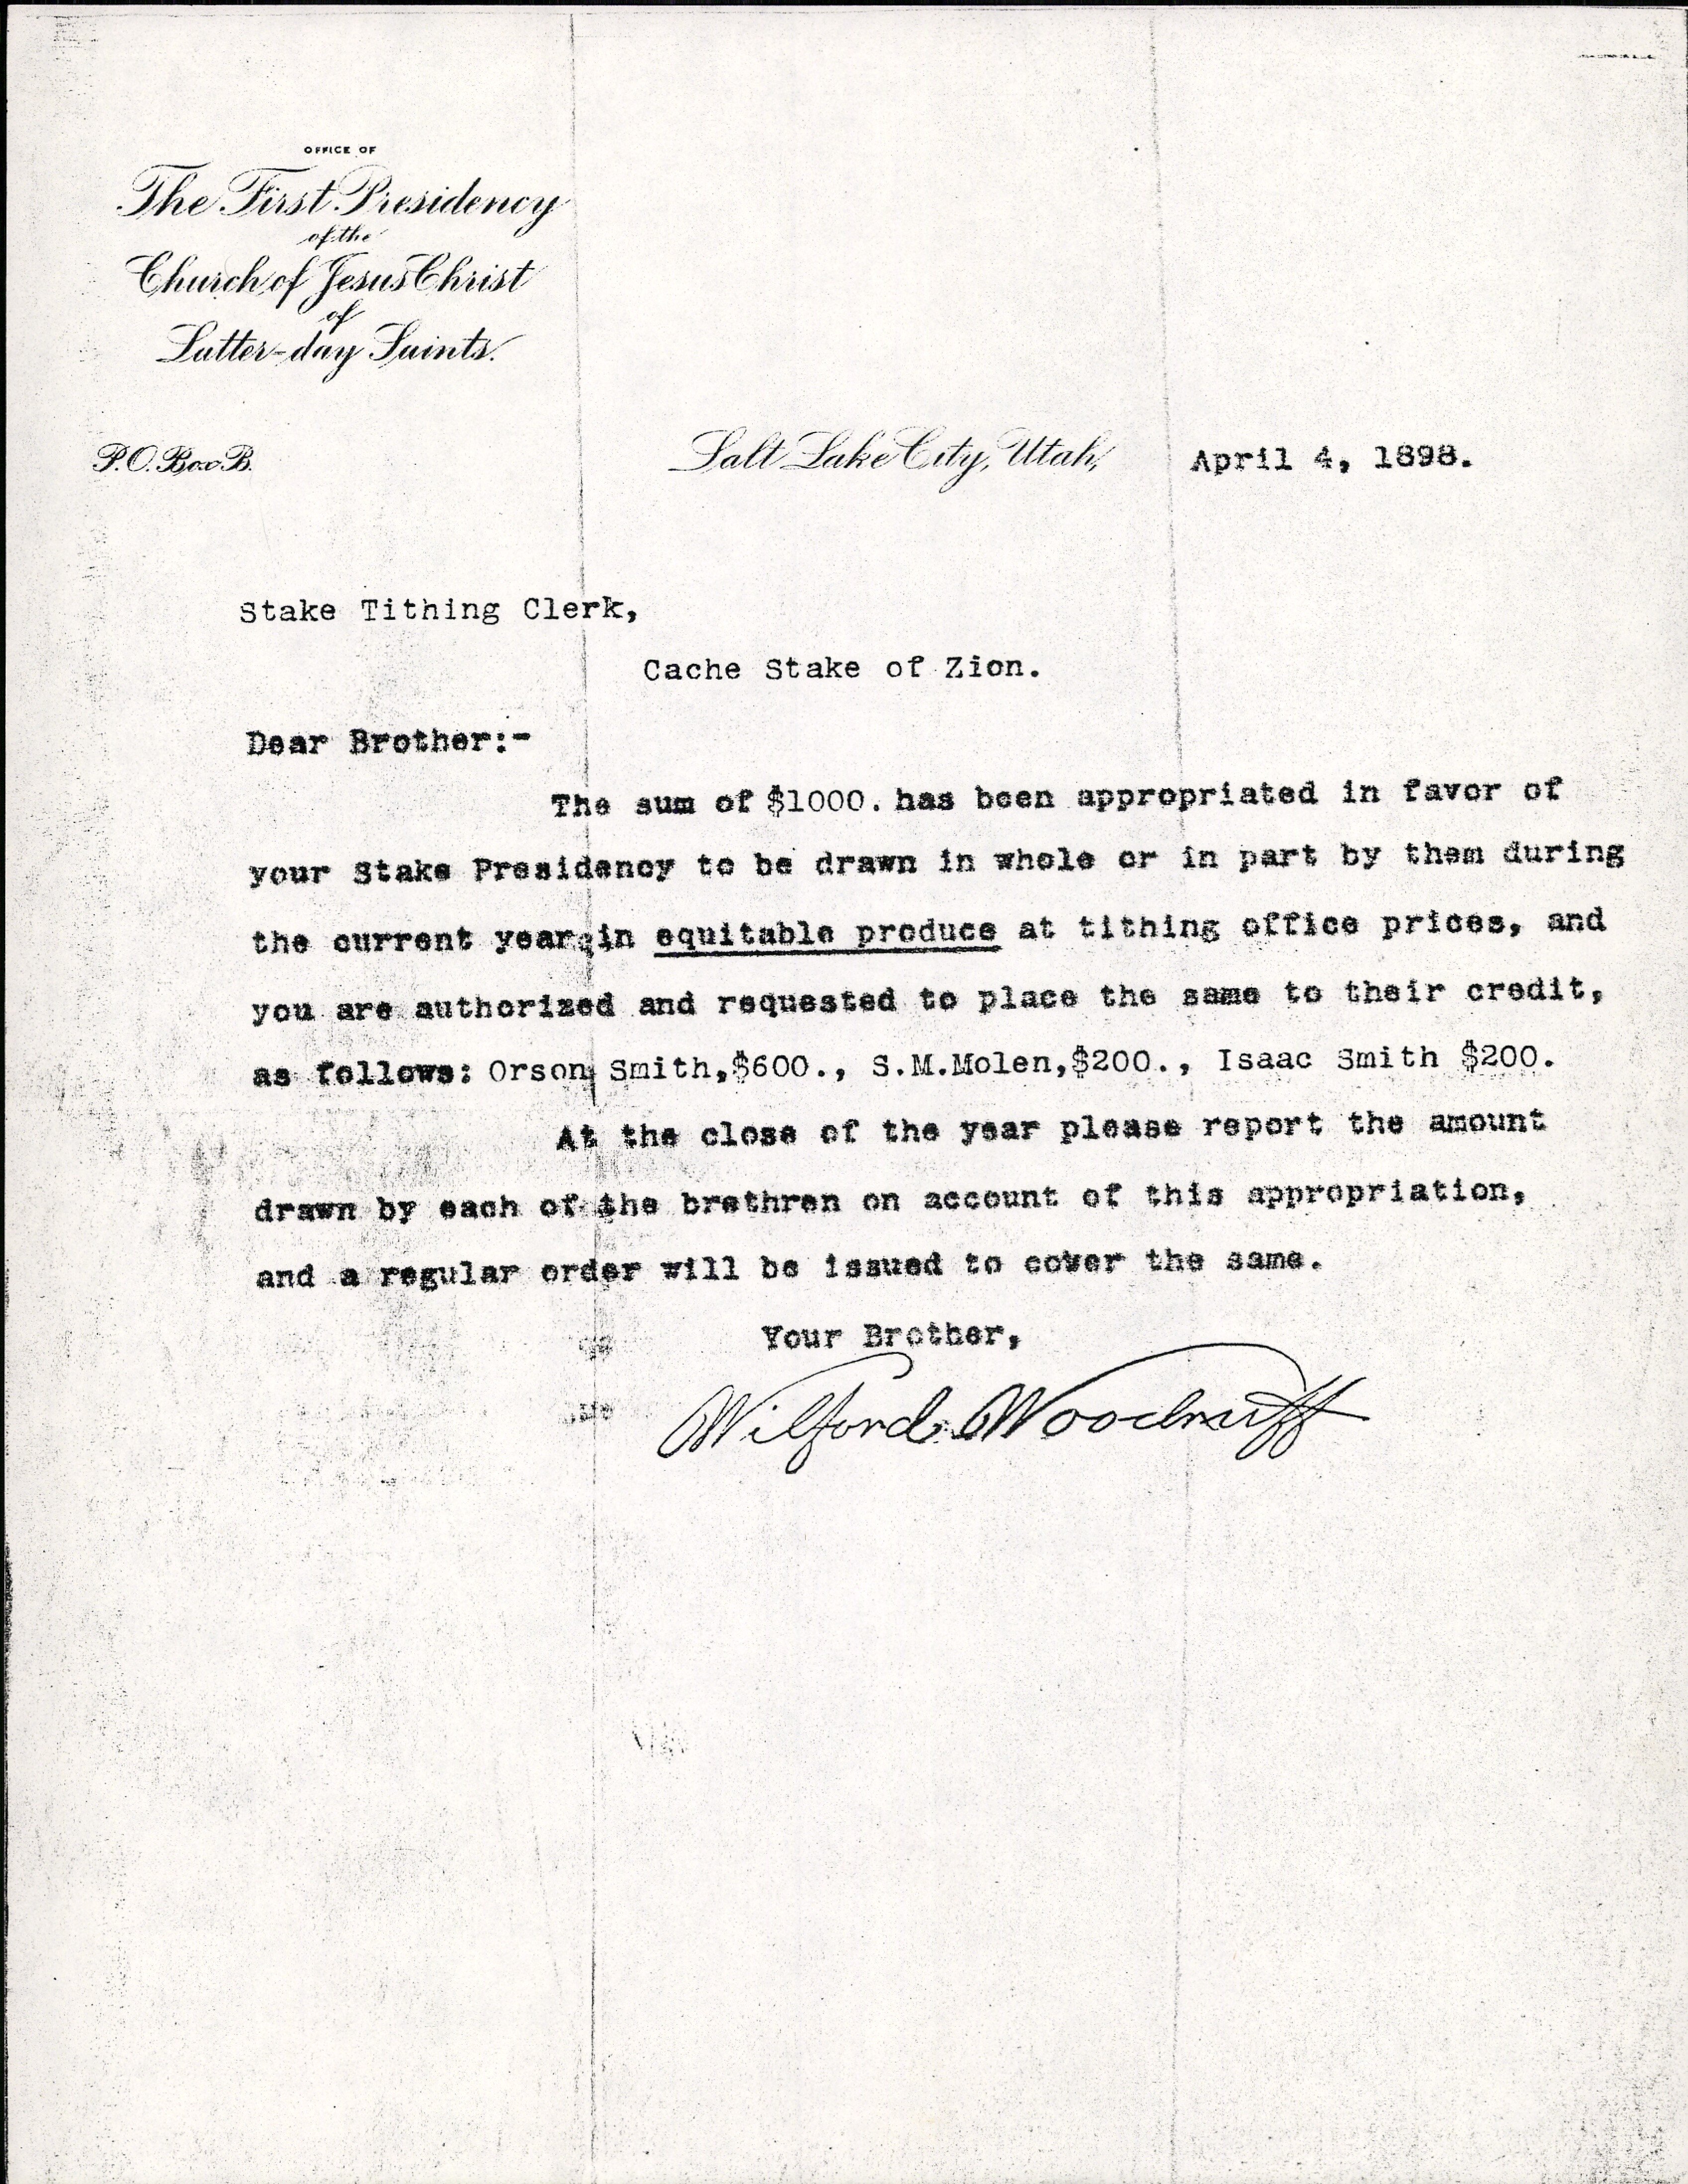 OFFICE OF
The First Presidency
of the
Church of Jesus Christ
of
Latter-day Saints.
P.O. Box B.
Salt Lake City, Utah, April 4, 1898.
Stake Tithing Clerk,
Cache Stake of Zion.
Dear Brother:-
The sum of $1000. has been appropriated in favor of
your Stake Presidency to be drawn in whole or in part by them during
the current year in equitable produce at tithing office prices, and
you are authorized and requested to place the same to their credit,
as follows: Orson Smith,$600., S.M.Molen,$200., Isaac Smith $200.
At the close of the year please report the amount
drawn by each of the brethren on account of this appropriation,
and a regular order will be issued to cover the same.
Your Brother,
Wilford Woodruff